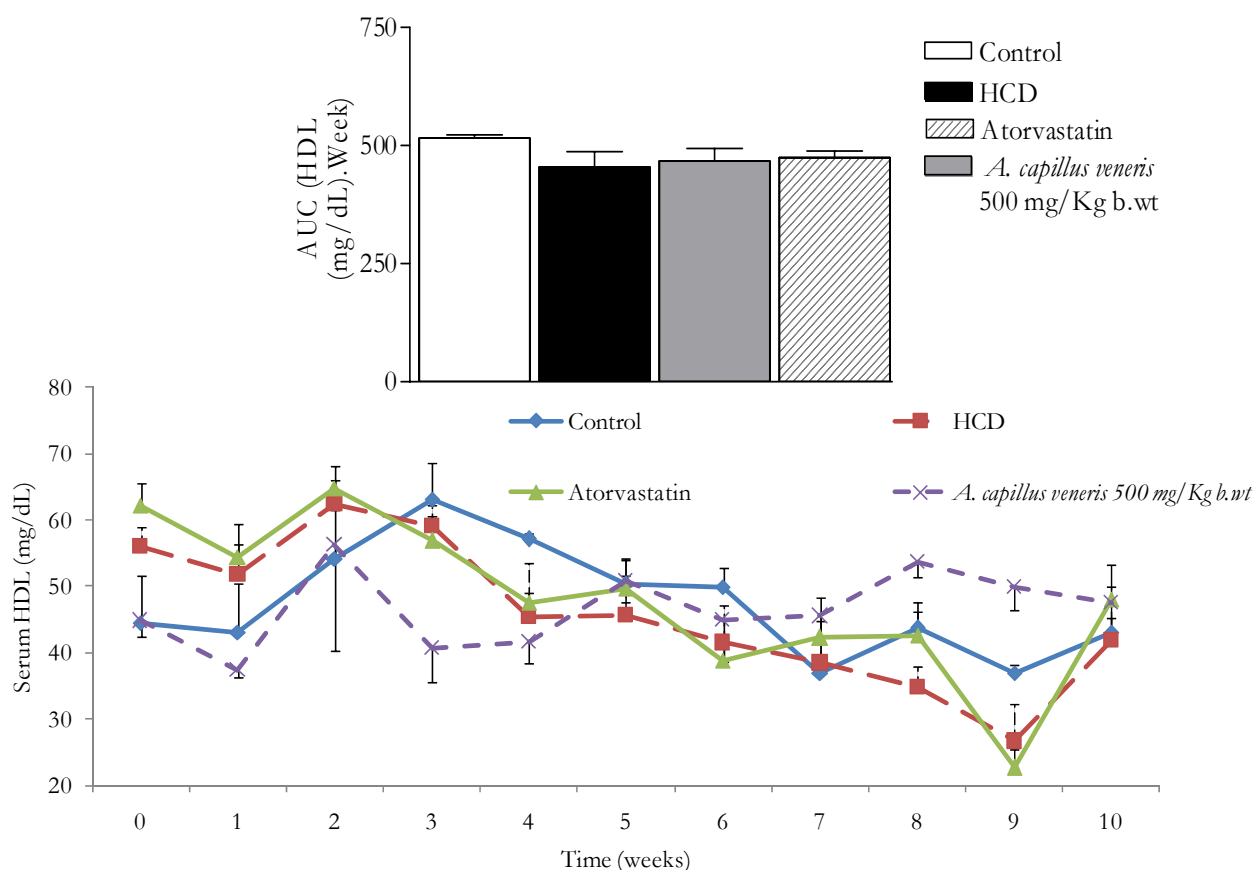 750
500
250
0
AUC (HDL
(mg/dL).Week
Control
HCD
Atorvastatin
A. capillus veneris
500 mg/Kg b.wt
80
70
60
50
40
30
20
Serum HDL (mg/dL)
Control
HCD
Atorvastatin
A. capillus veneris 500 mg/Kg b.wt
0 1 2 3 4 5 6 7 8 9 10
Time (weeks)